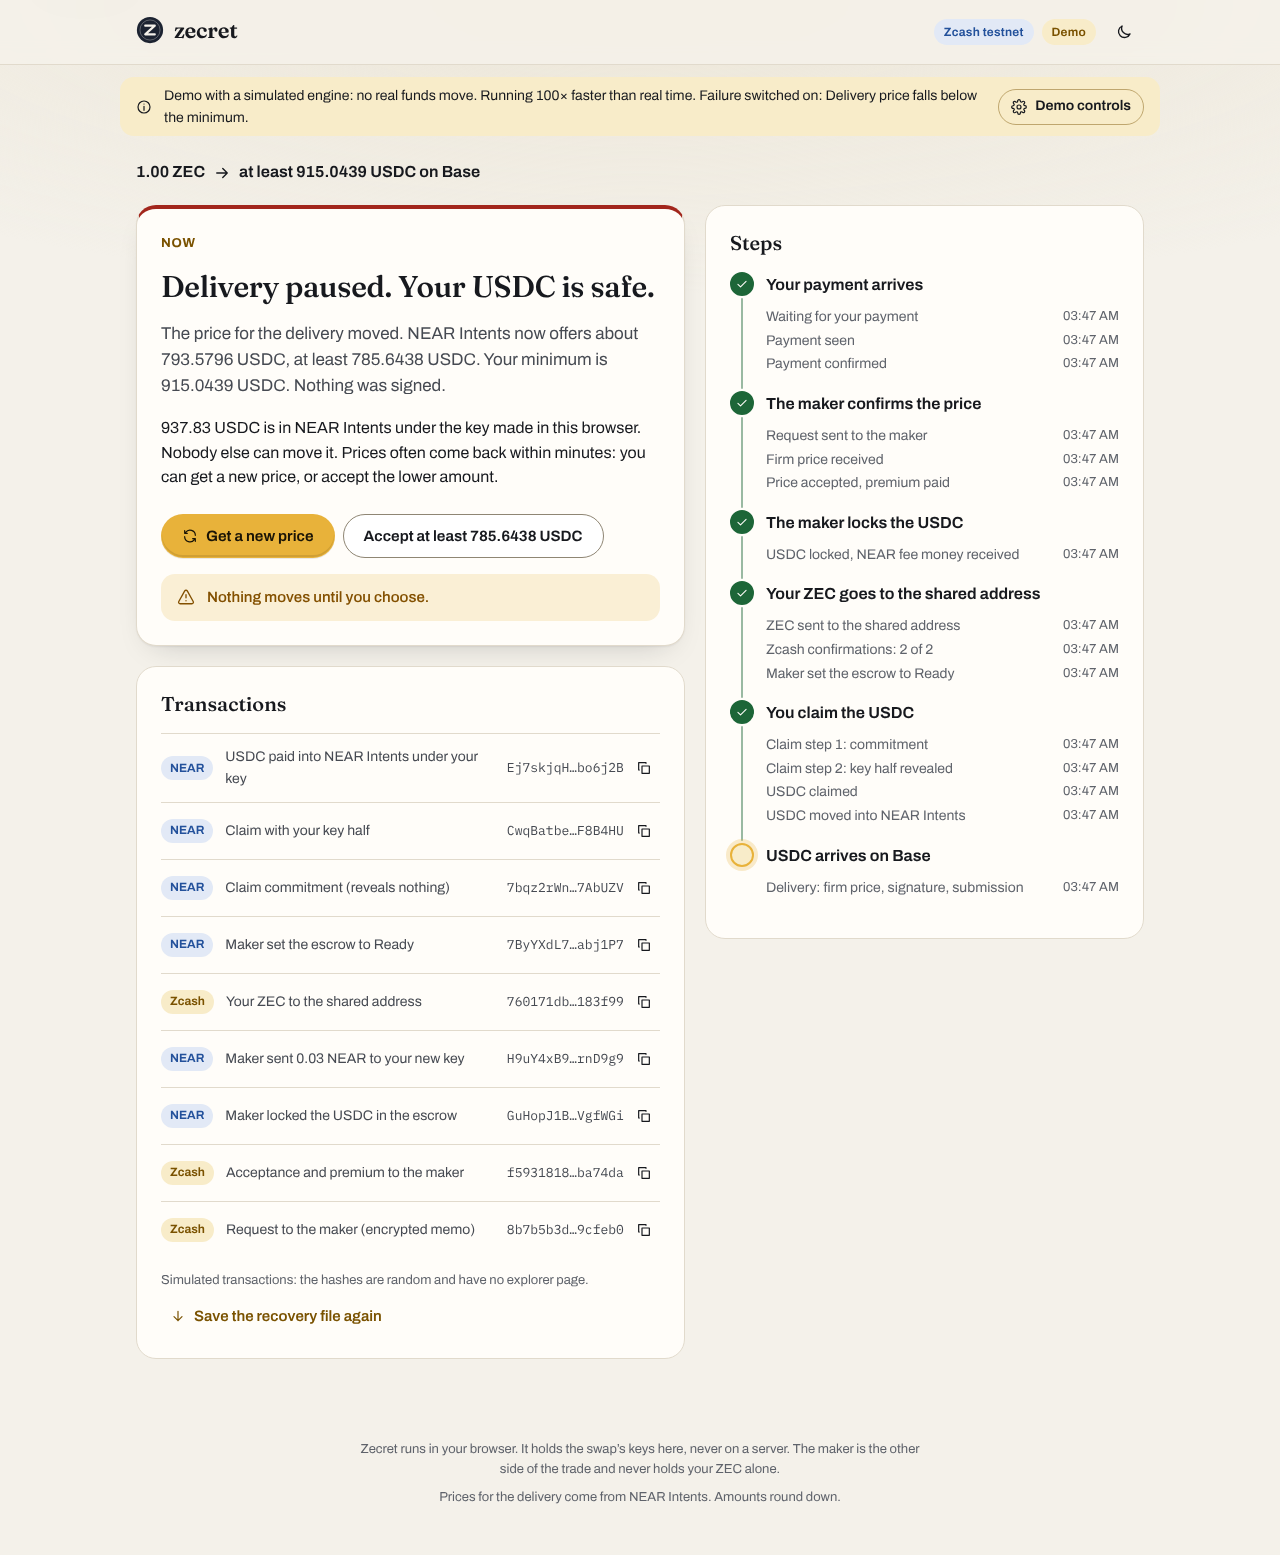 zecret
Zcash testnet
Demo
Demo with a simulated engine: no real funds move. Running 100× faster than real time. Failure switched on: Delivery price falls below
the minimum.
Demo controls
1.00 ZEC → at least 915.0439 USDC on Base
NOW
Delivery paused. Your USDC is safe.
The price for the delivery moved. NEAR Intents now offers about
793.5796 USDC, at least 785.6438 USDC. Your minimum is
915.0439 USDC. Nothing was signed.
937.83 USDC is in NEAR Intents under the key made in this browser.
Nobody else can move it. Prices often come back within minutes: you
can get a new price, or accept the lower amount.
Get a new price
Accept at least 785.6438 USDC
Nothing moves until you choose.
Transactions
NEAR USDC paid into NEAR Intents under your
key Ej7skjqH…bo6j2B
NEAR Claim with your key half CwqBatbe…F8B4HU
NEAR Claim commitment (reveals nothing) 7bqz2rWn…7AbUZV
NEAR Maker set the escrow to Ready 7ByYXdL7…abj1P7
Zcash Your ZEC to the shared address 760171db…183f99
NEAR Maker sent 0.03 NEAR to your new key H9uY4xB9…rnD9g9
NEAR Maker locked the USDC in the escrow GuHopJ1B…VgfWGi
Zcash Acceptance and premium to the maker f5931818…ba74da
Zcash Request to the maker (encrypted memo) 8b7b5b3d…9cfeb0
Simulated transactions: the hashes are random and have no explorer page.
Save the recovery file again
Steps
Your payment arrives
Waiting for your payment 03:47 AM
Payment seen 03:47 AM
Payment confirmed 03:47 AM
The maker confirms the price
Request sent to the maker 03:47 AM
Firm price received 03:47 AM
Price accepted, premium paid 03:47 AM
The maker locks the USDC
USDC locked, NEAR fee money received 03:47 AM
Your ZEC goes to the shared address
ZEC sent to the shared address 03:47 AM
Zcash confirmations: 2 of 2 03:47 AM
Maker set the escrow to Ready 03:47 AM
You claim the USDC
Claim step 1: commitment 03:47 AM
Claim step 2: key half revealed 03:47 AM
USDC claimed 03:47 AM
USDC moved into NEAR Intents 03:47 AM
USDC arrives on Base
Delivery: firm price, signature, submission 03:47 AM
Zecret runs in your browser. It holds the swap's keys here, never on a server. The maker is the other
side of the trade and never holds your ZEC alone.
Prices for the delivery come from NEAR Intents. Amounts round down.